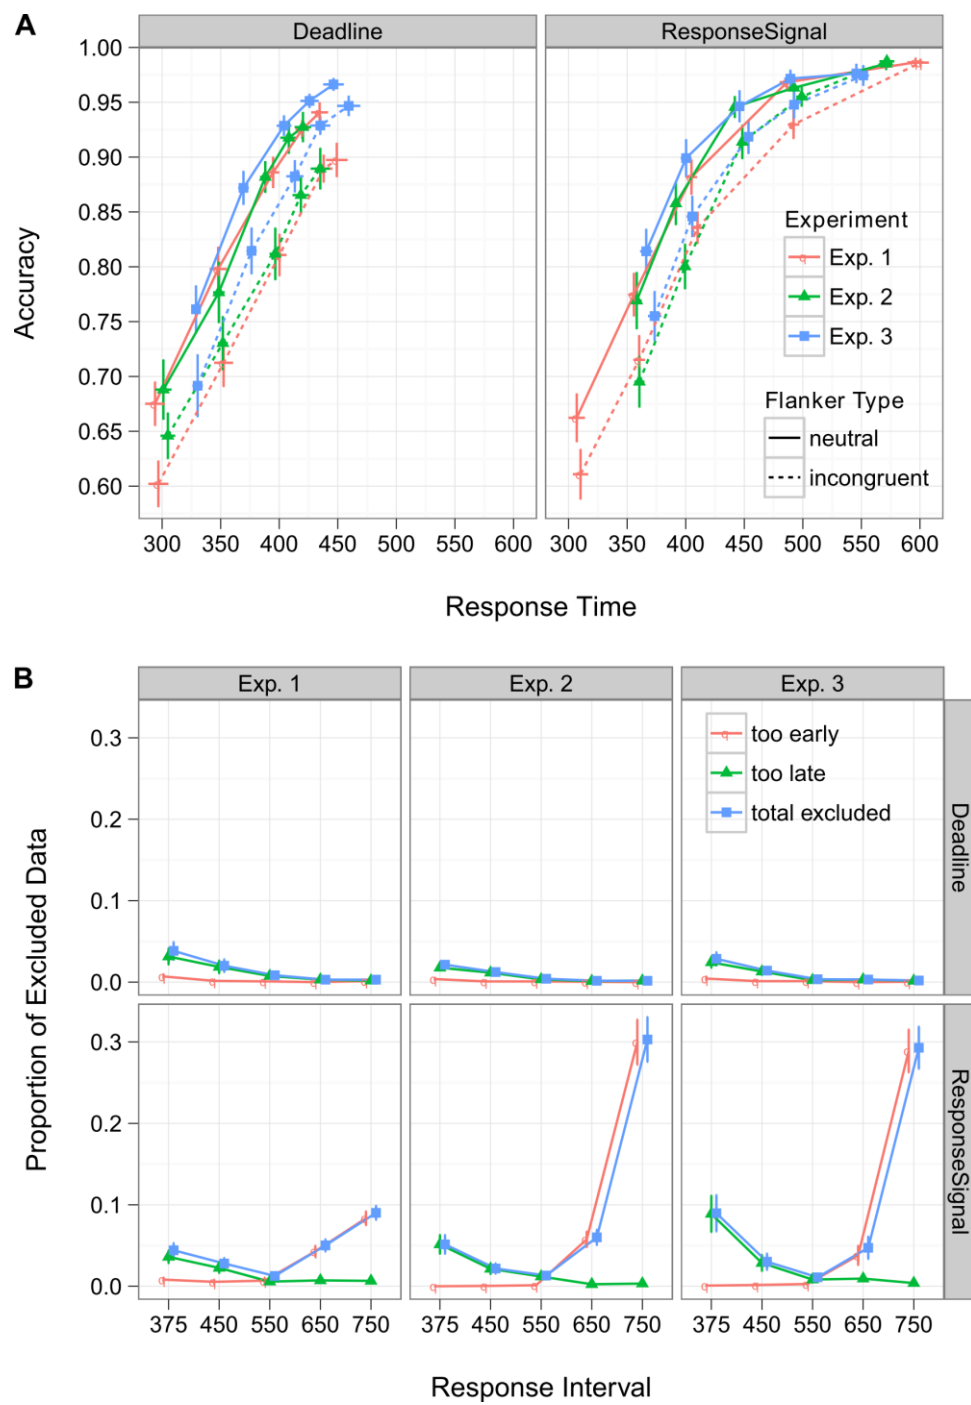 A
Deadline
ResponseSignal
1.00
0.95
0.90
0.85
0.80
0.75
0.70
0.65
0.60
Accuracy
Experiment
Exp. 1
Exp. 2
Exp. 3
Flanker Type
neutral
incongruent
300 350 400 450 500 550 600
300 350 400 450 500 550 600
Response Time
B
Exp. 1
Exp. 2
Exp. 3
0.3
0.2
0.1
0.0
too early
too late
total excluded
Deadline
Proportion of Excluded Data
0.3
0.2
0.1
0.0
ResponseSignal
375 450 550 650 750
375 450 550 650 750
375 450 550 650 750
Response Interval